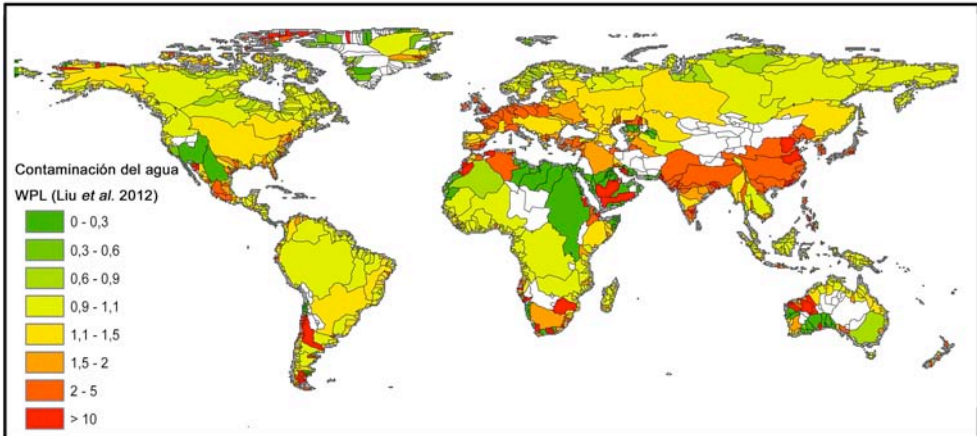 Contaminación del agua
WPL (Liu et al. 2012)
0 - 0,3
0,3 - 0,6
0,6 - 0,9
0,9 - 1,1
1,1 - 1,5
1,5 - 2
2 - 5
> 10